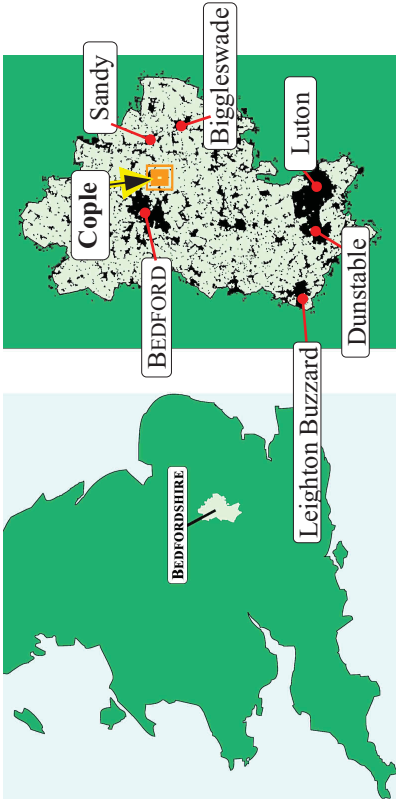 BEDFORDSHIRE
Sandy
Biggleswade
Cople
BEDFORD
Luton
Dunstable
Leighton Buzzard